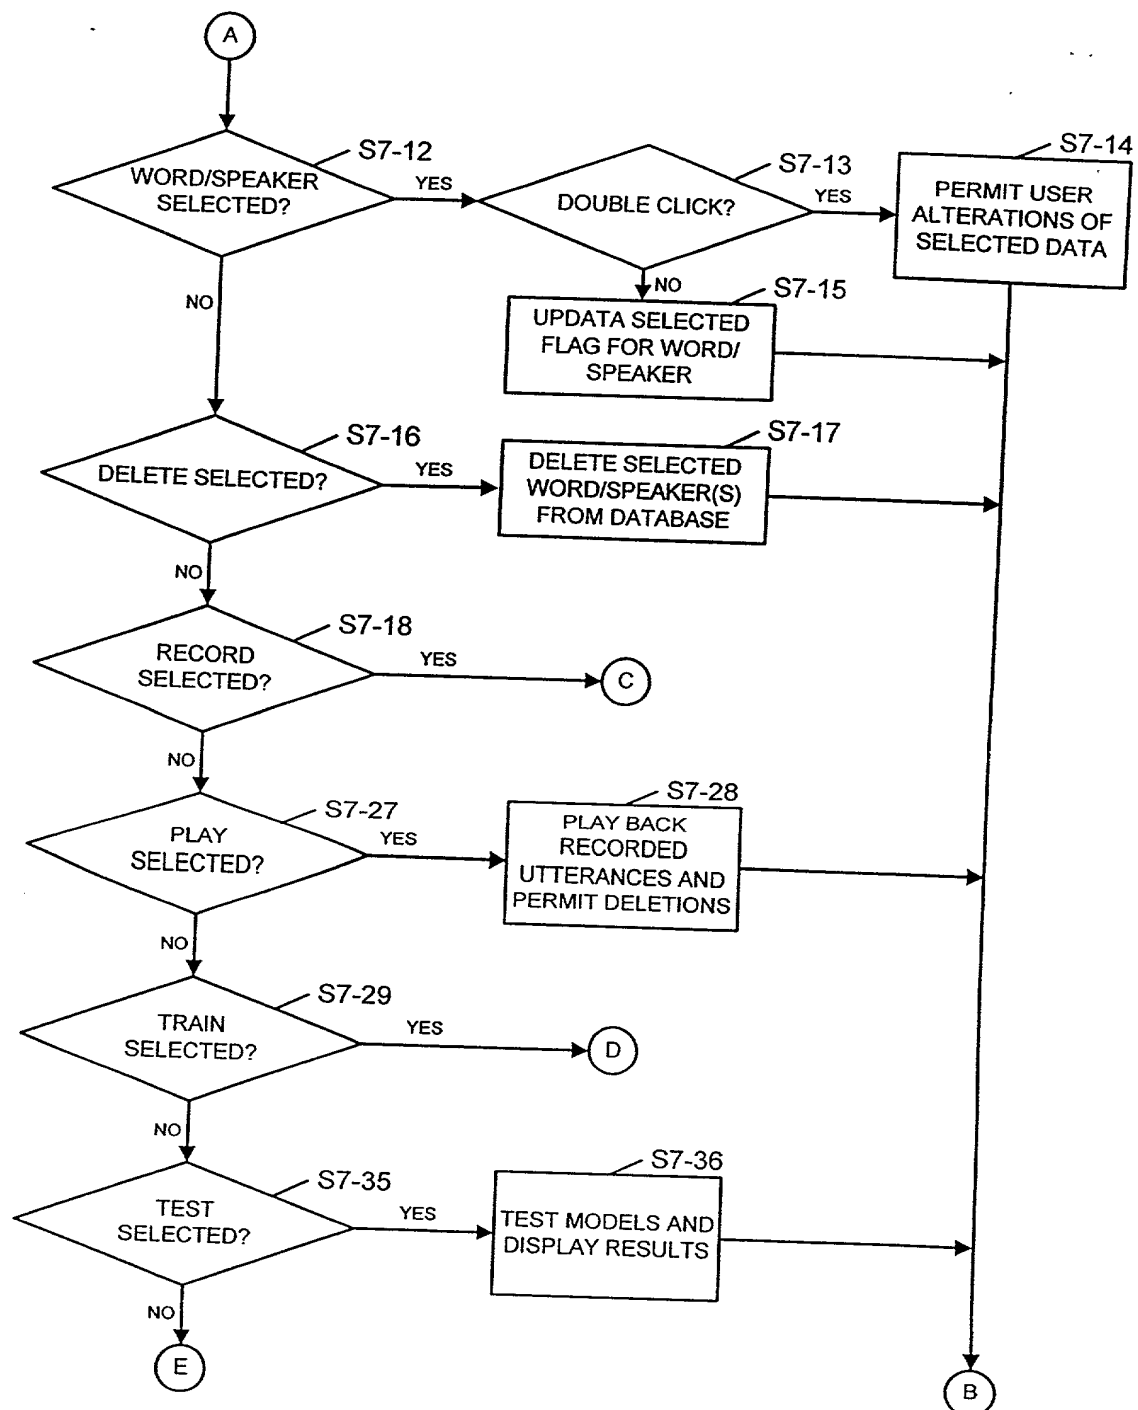 A
S7-12
WORD/SPEAKER
SELECTED?
YES
NO
S7-13
DOUBLE CLICK?
YES
NO
S7-14
PERMIT USER
ALTERATIONS OF
SELECTED DATA
S7-15
UPDATA SELECTED
FLAG FOR WORD/
SPEAKER
S7-16
DELETE SELECTED?
YES
NO
S7-17
DELETE SELECTED
WORD/SPEAKER(S)
FROM DATABASE
S7-18
RECORD
SELECTED?
YES
NO
C
S7-27
PLAY
SELECTED?
YES
NO
S7-28
PLAY BACK
RECORDED
UTTERANCES AND
PERMIT DELETIONS
S7-29
TRAIN
SELECTED?
YES
NO
D
S7-35
TEST
SELECTED?
YES
NO
S7-36
TEST MODELS AND
DISPLAY RESULTS
E
B